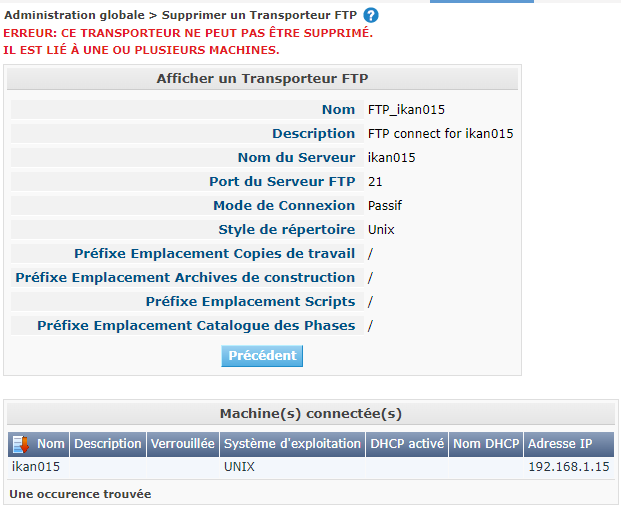 Administration globale > Supprimer un Transporteur FTP ?
ERREUR: CE TRANSPORTEUR NE PEUT PAS ÊTRE SUPPRIMÉ.
IL EST LIÉ À UNE OU PLUSIEURS MACHINES.
Afficher un Transporteur FTP
Nom FTP_ikan015
Description FTP connect for ikan015
Nom du Serveur ikan015
Port du Serveur FTP 21
Mode de Connexion Passif
Style de répertoire Unix
Préfixe Emplacement Copies de travail /
Préfixe Emplacement Archives de construction /
Préfixe Emplacement Scripts /
Préfixe Emplacement Catalogue des Phases /
Précédent
Machine(s) connectée(s)
Nom Description Verrouillée Système d'exploitation DHCP activé Nom DHCP Adresse IP
ikan015 UNIX 192.168.1.15
Une occurence trouvée